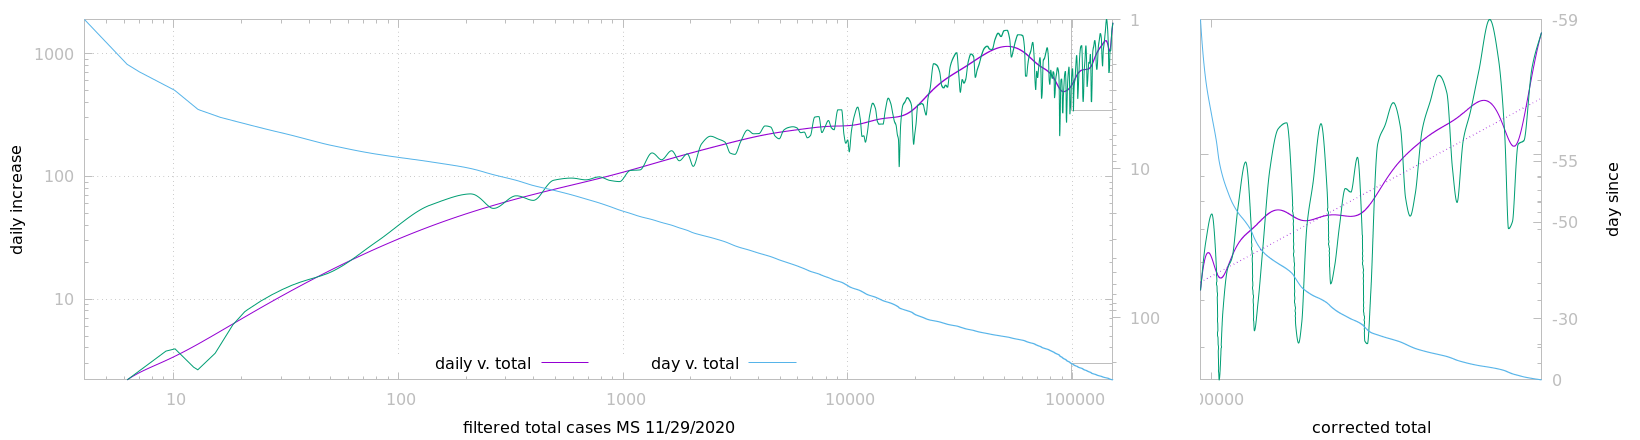 1000
100
10
daily increase
daily v. total
day v. total
10
100
1000
10000
100000
filtered total cases MS 11/29/2020
1
10
100
-59
-55
-50
-30
0
day since
00000
corrected total